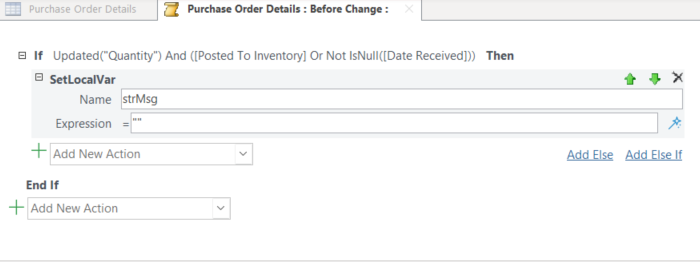 Purchase Order Details
Purchase Order Details : Before Change :
If Updated("Quantity") And ([Posted To Inventory] Or Not IsNull([Date Received])) Then
SetLocalVar
Name strMsg
Expression = ""
Add New Action
Add Else Add Else If
End If
Add New Action